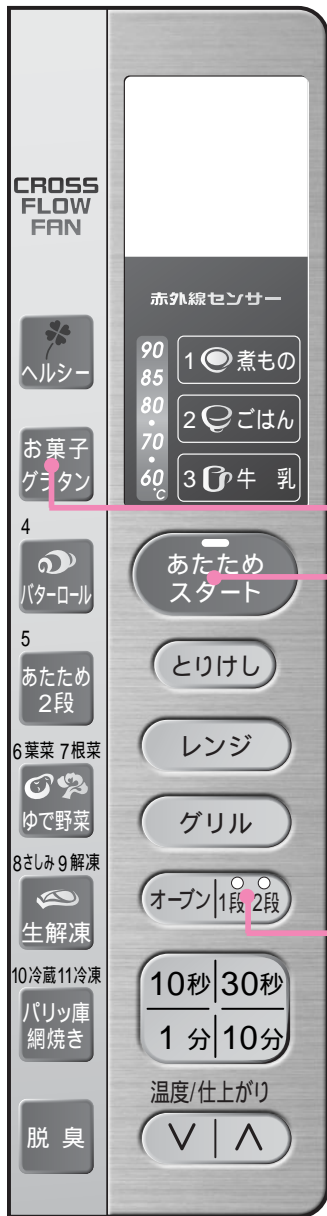 CROSS
FLOW
FAN
ヘルシー
お菓子
グラタン
4
バターロール
5
あたため
2段
6葉菜 7根菜
ゆで野菜
8さしみ 9解凍
生解凍
10冷蔵 11冷凍
パリッ庫
網焼き
脱臭
赤外線センサー
90
85
80
・
70
・
60
℃
1 煮もの
2 ごはん
3 牛乳
あたため
スタート
とりけし
レンジ
グリル
オーブン 1段 2段
10秒 30秒
1分 10分
温度/仕上がり
∨ ∧